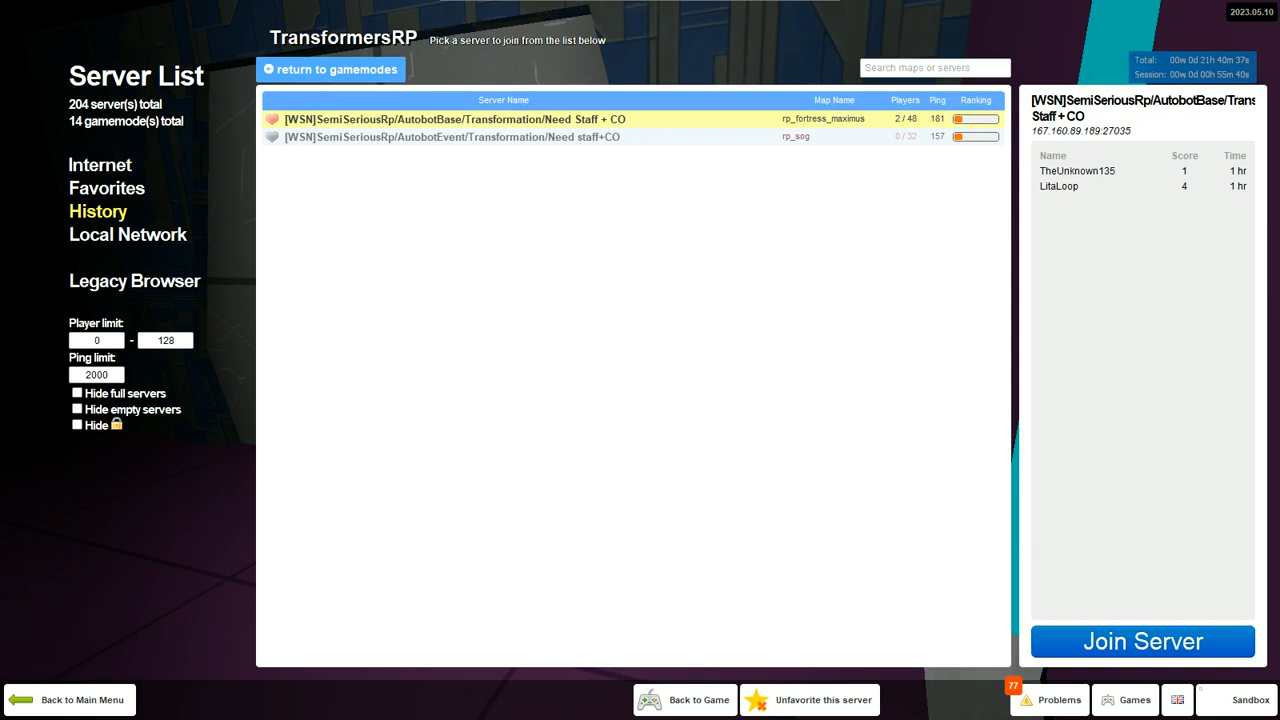 2023.05.10
TransformersRP Pick a server to join from the list below
Total: 00w 0d 21h 40m 37s
Session: 00w 0d 00h 55m 40s
Server List
204 server(s) total
14 gamemode(s) total
Internet
Favorites
History
Local Network
Legacy Browser
Player limit:
0 - 128
Ping limit:
2000
Hide full servers
Hide empty servers
Hide
return to gamemodes
Search maps or servers
Server Name Map Name Players Ping Ranking
[WSN]SemiSeriousRp/AutobotBase/Transformation/Need Staff + CO rp_fortress_maximus 2 / 48 181
[WSN]SemiSeriousRp/AutobotEvent/Transformation/Need staff+CO rp_sog 0 / 32 157
[WSN]SemiSeriousRp/AutobotBase/Trans
Staff + CO
167.160.89.189:27035
Name Score Time
TheUnknown135 1 1 hr
LitaLoop 4 1 hr
Join Server
Back to Main Menu
Back to Game
Unfavorite this server
77
Problems
Games
Sandbox